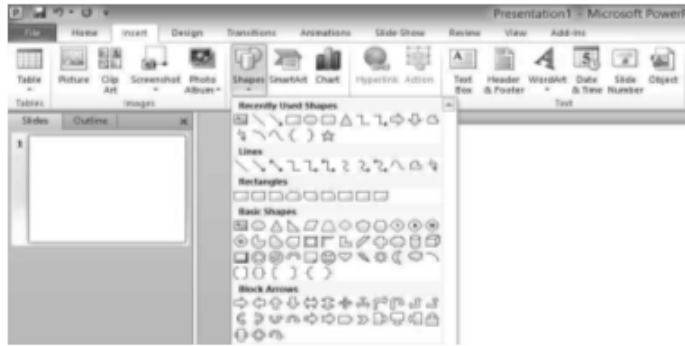 Presentation1 - Microsoft PowerP
File Home Insert Design Transitions Animations Slide Show Review View Add-Ins
Table Picture Clip Art Screenshot Photo Album Shapes SmartArt Chart Hyperlink Action Text Box Header & Footer WordArt Date & Time Slide Number Object
Tables Images Text
Slides Outline
1
Recently Used Shapes
Lines
Rectangles
Basic Shapes
Block Arrows